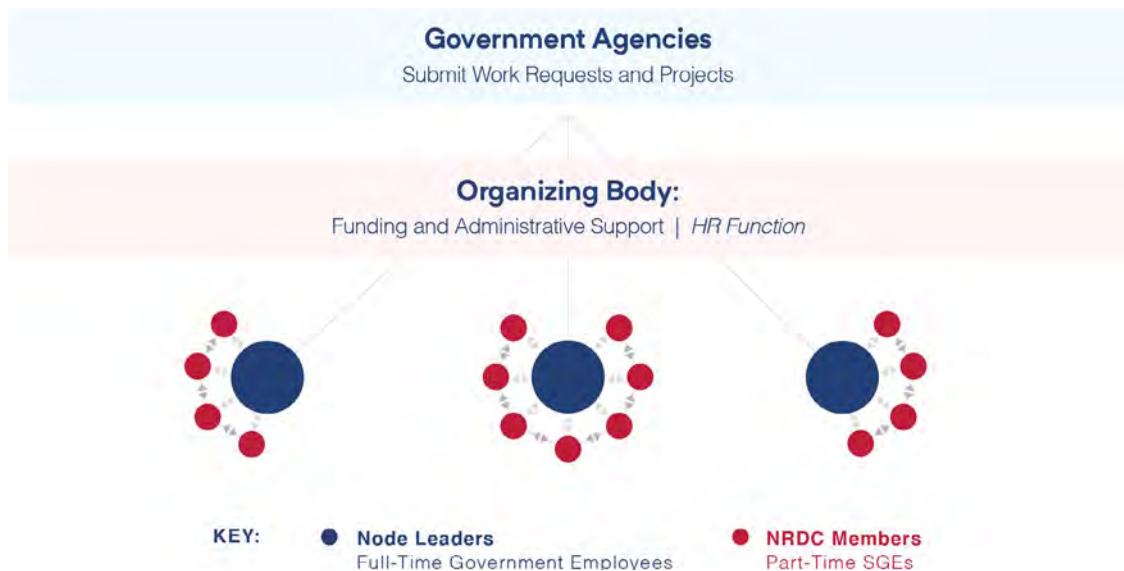 Government Agencies
Submit Work Requests and Projects
Organizing Body:
Funding and Administrative Support | HR Function
KEY:
Node Leaders
Full-Time Government Employees
NRDC Members
Part-Time SGEs